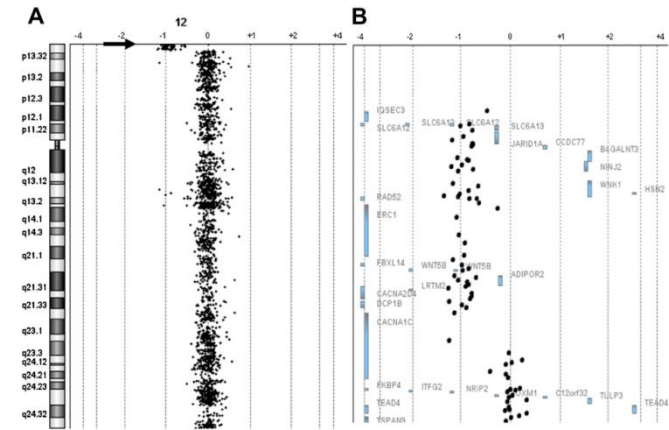 A
12
-4 -3 -2 -1 0 +1 +2 +3 +4
p13.32
p13.2
p12.3
p12.1
p11.22
q12
q13.12
q13.2
q14.1
q14.3
q21.1
q21.31
q21.33
q23.1
q23.3
q24.12
q24.21
q24.23
q24.32
B
-4 -3 -2 -1 0 +1 +2 +3 +4
IQSEC3
SLC6A12 SLC6A12 SLC6A12 SLC6A13
JARID1A CCDC77
B4GALNT3
NINJ2
WNK1 HSN2
RAD52
ERC1
FBXL14 WNT5B WNT5B
ADIPOR2
CACNA2D4 LRTM2
DCP1B
CACNA1C
FKBP4 ITFG2 NRIP2 C12orf32 TULP3
TEAD4 TEAD4
TSPAN9